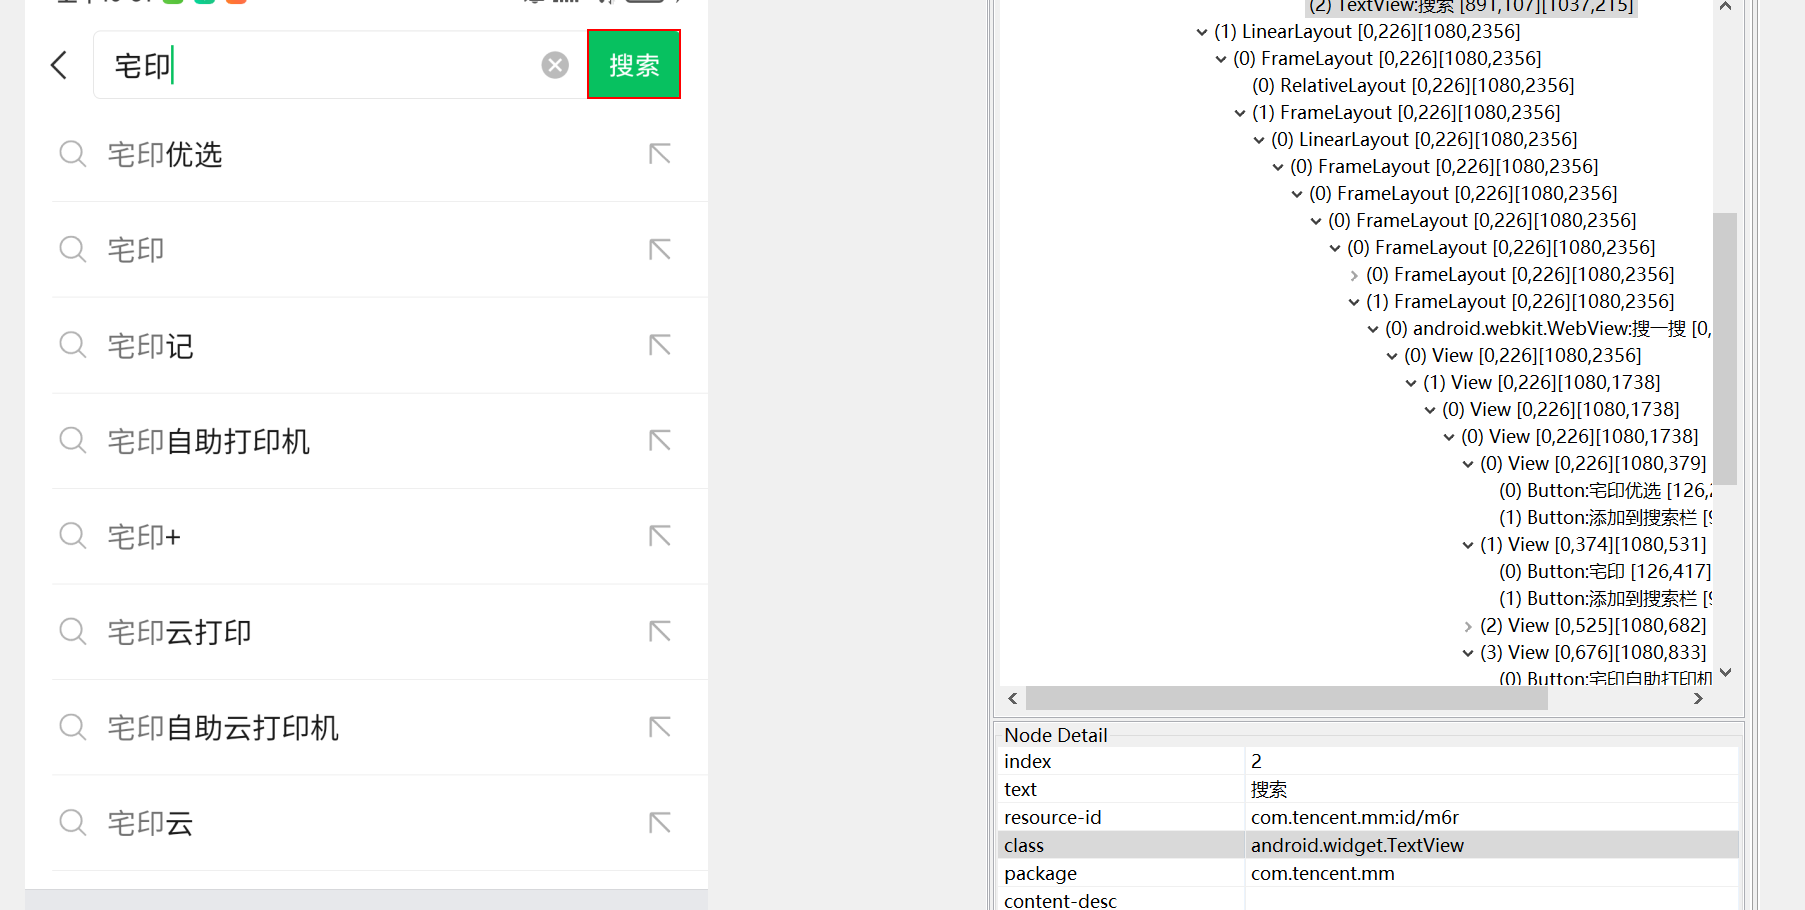 宅印
搜索
宅印优选
宅印
宅印记
宅印自助打印机
宅印+
宅印云打印
宅印自助云打印机
宅印云
(2) TextView:搜索 [891,107][1037,215]
(1) LinearLayout [0,226][1080,2356]
(0) FrameLayout [0,226][1080,2356]
(0) RelativeLayout [0,226][1080,2356]
(1) FrameLayout [0,226][1080,2356]
(0) LinearLayout [0,226][1080,2356]
(0) FrameLayout [0,226][1080,2356]
(0) FrameLayout [0,226][1080,2356]
(0) FrameLayout [0,226][1080,2356]
(0) FrameLayout [0,226][1080,2356]
(0) FrameLayout [0,226][1080,2356]
(1) FrameLayout [0,226][1080,2356]
(0) android.webkit.WebView:搜一搜 [0,
(0) View [0,226][1080,2356]
(1) View [0,226][1080,1738]
(0) View [0,226][1080,1738]
(0) View [0,226][1080,1738]
(0) View [0,226][1080,379]
(0) Button:宅印优选 [126,
(1) Button:添加到搜索栏 [
(1) View [0,374][1080,531]
(0) Button:宅印 [126,417]
(1) Button:添加到搜索栏 [
(2) View [0,525][1080,682]
(3) View [0,676][1080,833]
(0) Button:宅印自助打印机
Node Detail
index 2
text 搜索
resource-id com.tencent.mm:id/m6r
class android.widget.TextView
package com.tencent.mm
content-desc